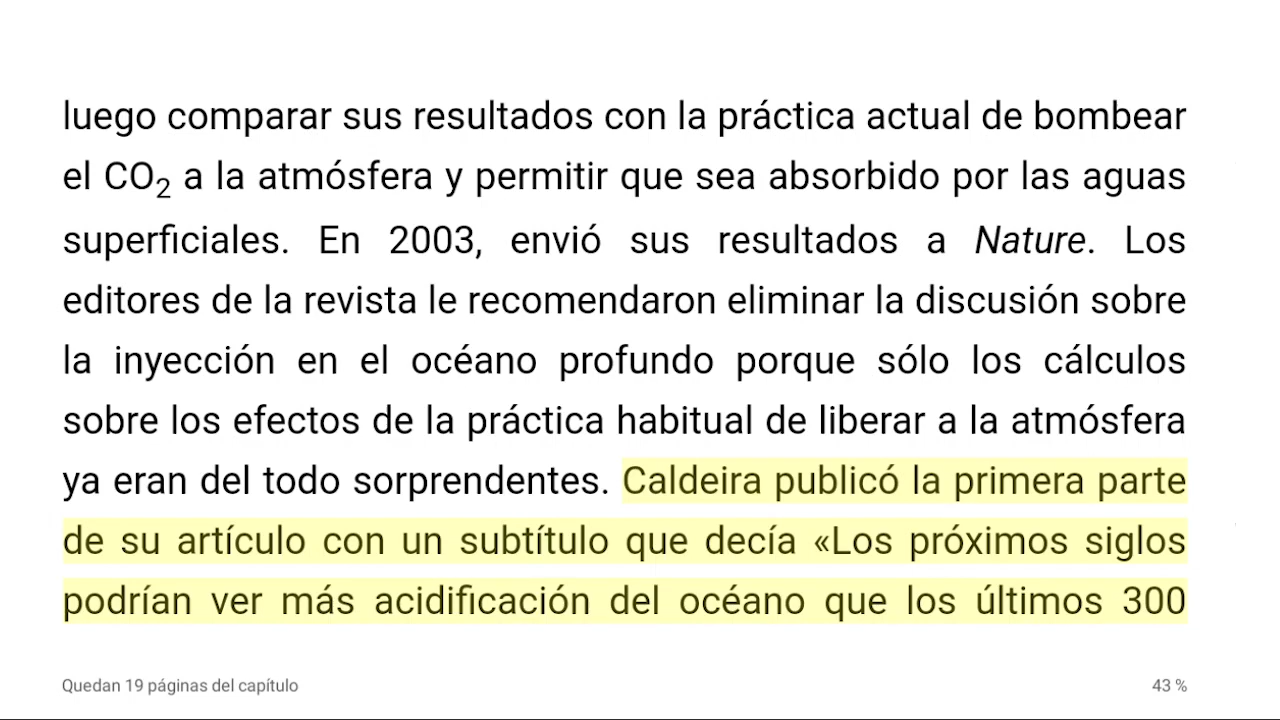 luego comparar sus resultados con la práctica actual de bombear
el CO₂ a la atmósfera y permitir que sea absorbido por las aguas
superficiales. En 2003, envió sus resultados a Nature. Los
editores de la revista le recomendaron eliminar la discusión sobre
la inyección en el océano profundo porque sólo los cálculos
sobre los efectos de la práctica habitual de liberar a la atmósfera
ya eran del todo sorprendentes. Caldeira publicó la primera parte
de su artículo con un subtítulo que decía «Los próximos siglos
podrían ver más acidificación del océano que los últimos 300
Quedan 19 páginas del capítulo 43 %